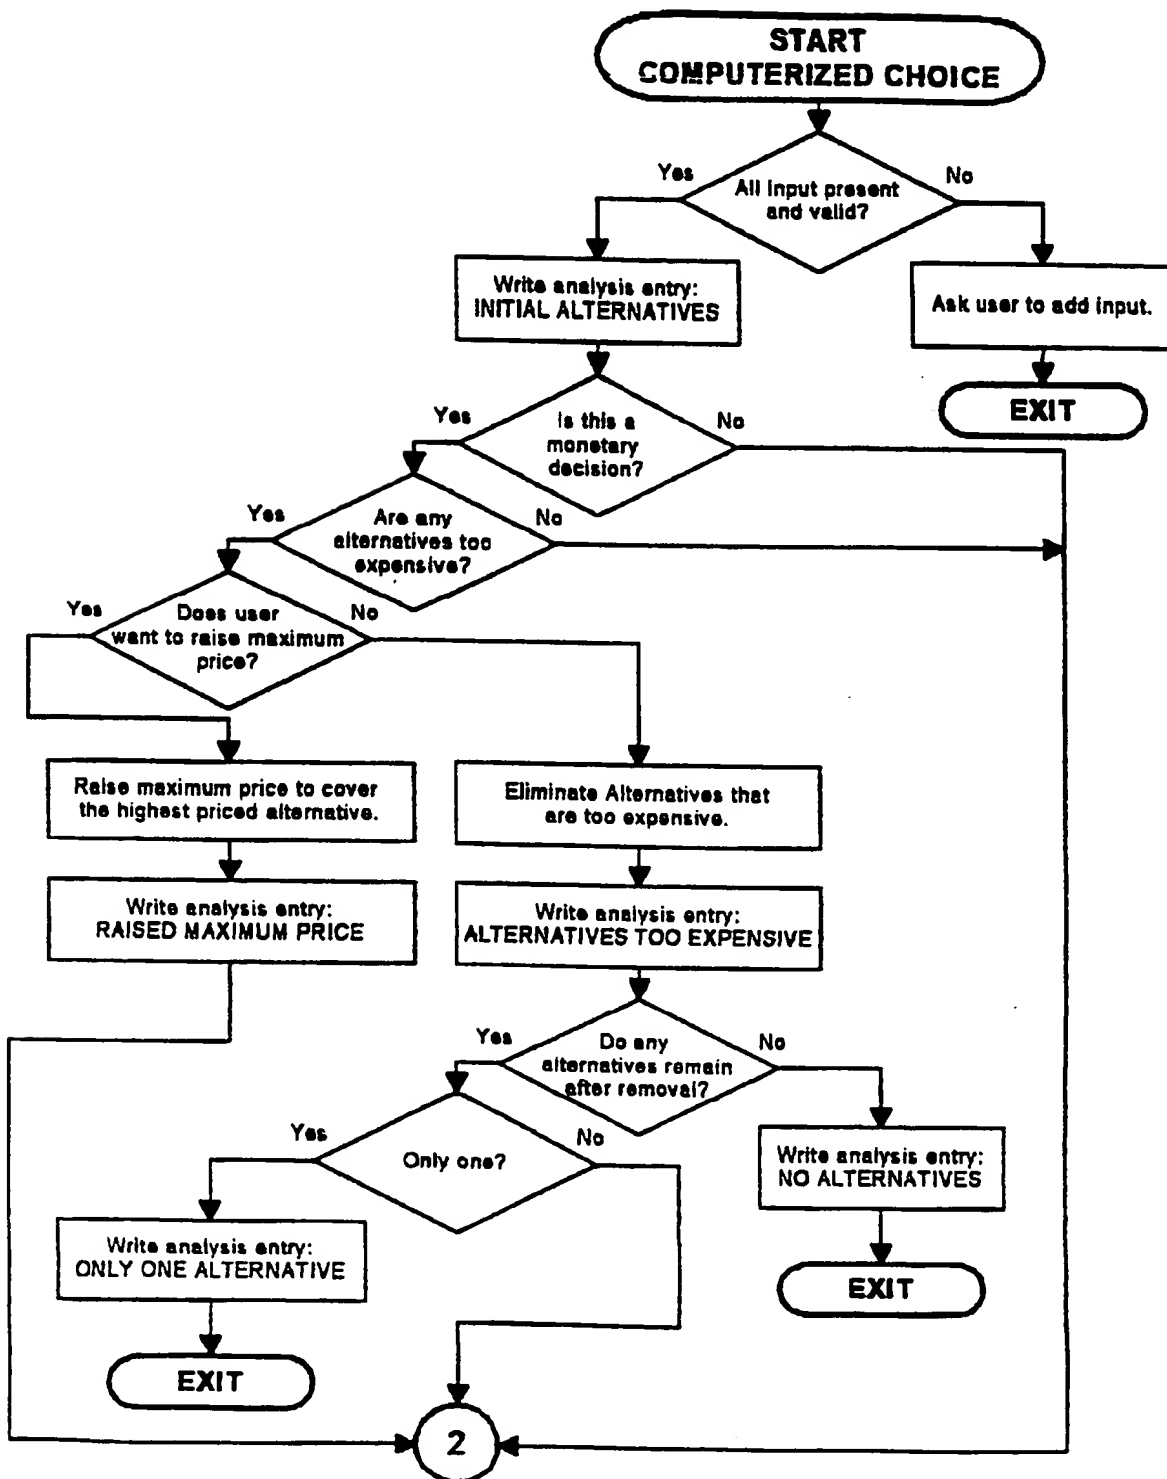 START
COMPUTERIZED CHOICE
Yes
All input present
and valid?
No
Write analysis entry:
INITIAL ALTERNATIVES
Ask user to add input.
EXIT
Yes
Is this a
monetary
decision?
No
Yes
Are any
alternatives too
expensive?
No
Yes
Does user
want to raise maximum
price?
No
Raise maximum price to cover
the highest priced alternative.
Eliminate Alternatives that
are too expensive.
Write analysis entry:
RAISED MAXIMUM PRICE
Write analysis entry:
ALTERNATIVES TOO EXPENSIVE
Yes
Do any
alternatives remain
after removal?
No
Yes
Only one?
No
Write analysis entry:
NO ALTERNATIVES
Write analysis entry:
ONLY ONE ALTERNATIVE
EXIT
EXIT
2